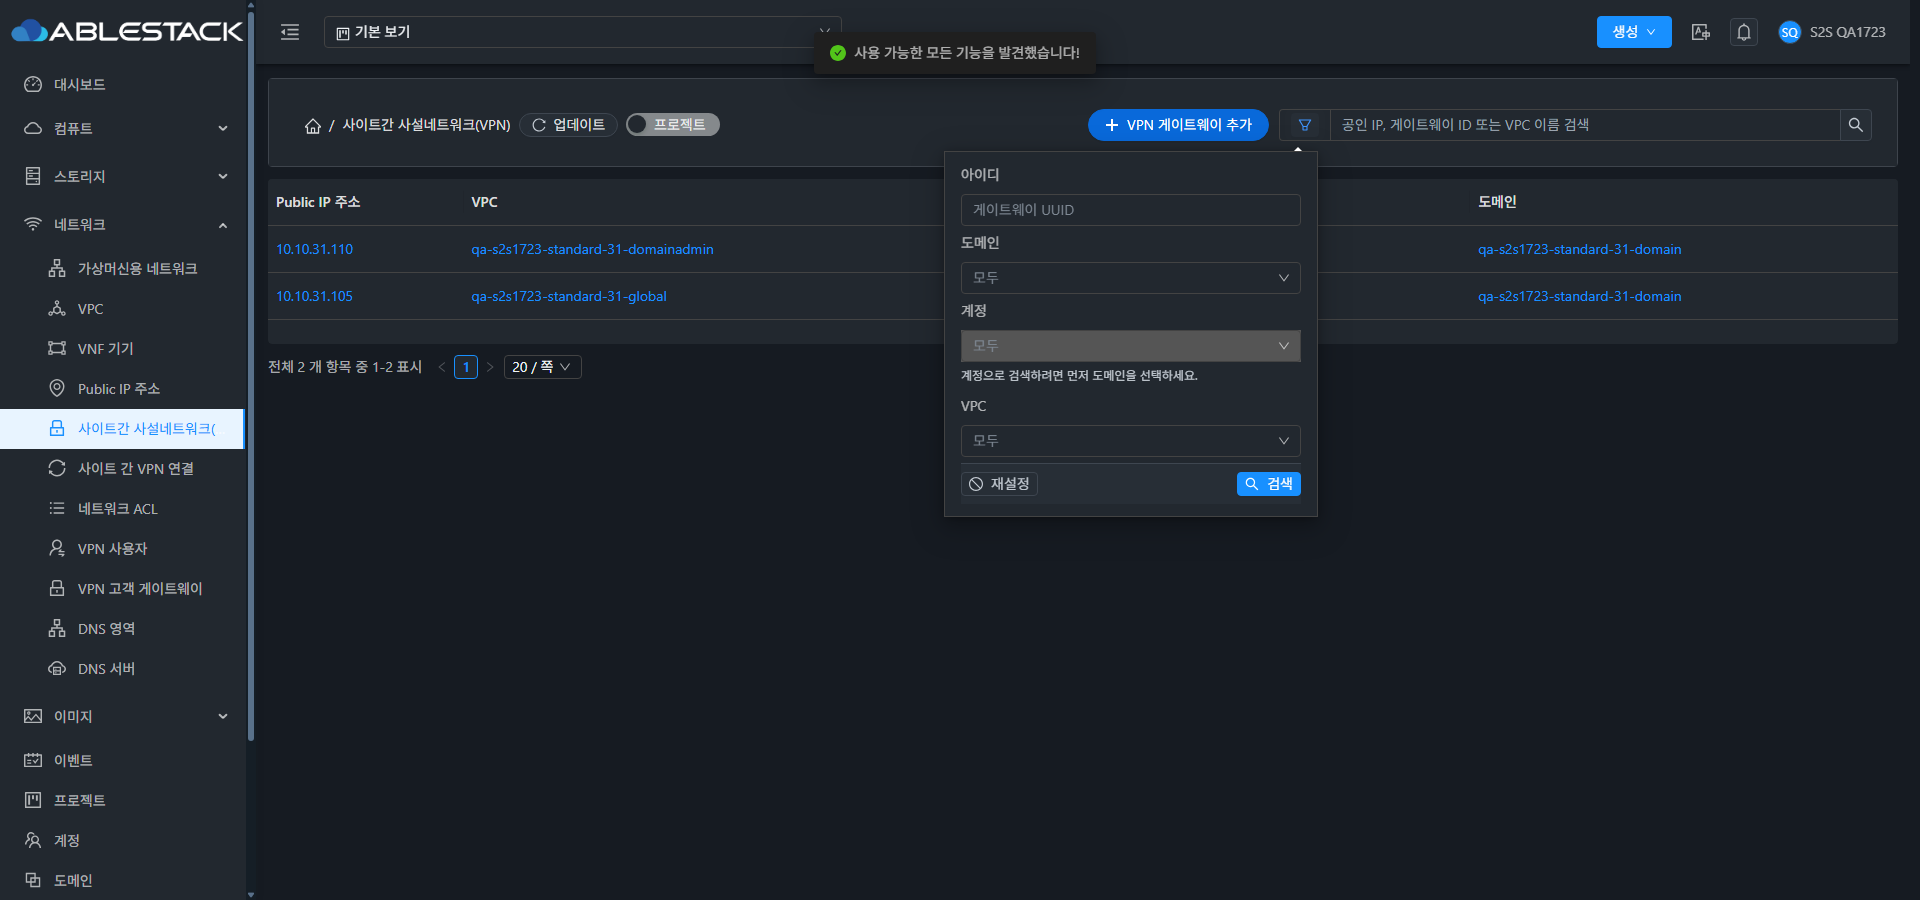 ABLESTACK
기본 보기
사용 가능한 모든 기능을 발견했습니다!
생성
SQ
S2S QA1723
대시보드
컴퓨트
스토리지
네트워크
가상머신용 네트워크
VPC
VNF 기기
Public IP 주소
사이트간 사설네트워크(
사이트 간 VPN 연결
네트워크 ACL
VPN 사용자
VPN 고객 게이트웨이
DNS 영역
DNS 서버
이미지
이벤트
프로젝트
계정
도메인
/ 사이트간 사설네트워크(VPN)
업데이트
프로젝트
VPN 게이트웨이 추가
공인 IP, 게이트웨이 ID 또는 VPC 이름 검색
Public IP 주소
VPC
도메인
10.10.31.110
qa-s2s1723-standard-31-domainadmin
qa-s2s1723-standard-31-domain
10.10.31.105
qa-s2s1723-standard-31-global
qa-s2s1723-standard-31-domain
전체 2 개 항목 중 1-2 표시
1
20 / 쪽
아이디
게이트웨이 UUID
도메인
모두
계정
모두
계정으로 검색하려면 먼저 도메인을 선택하세요.
VPC
모두
재설정
검색